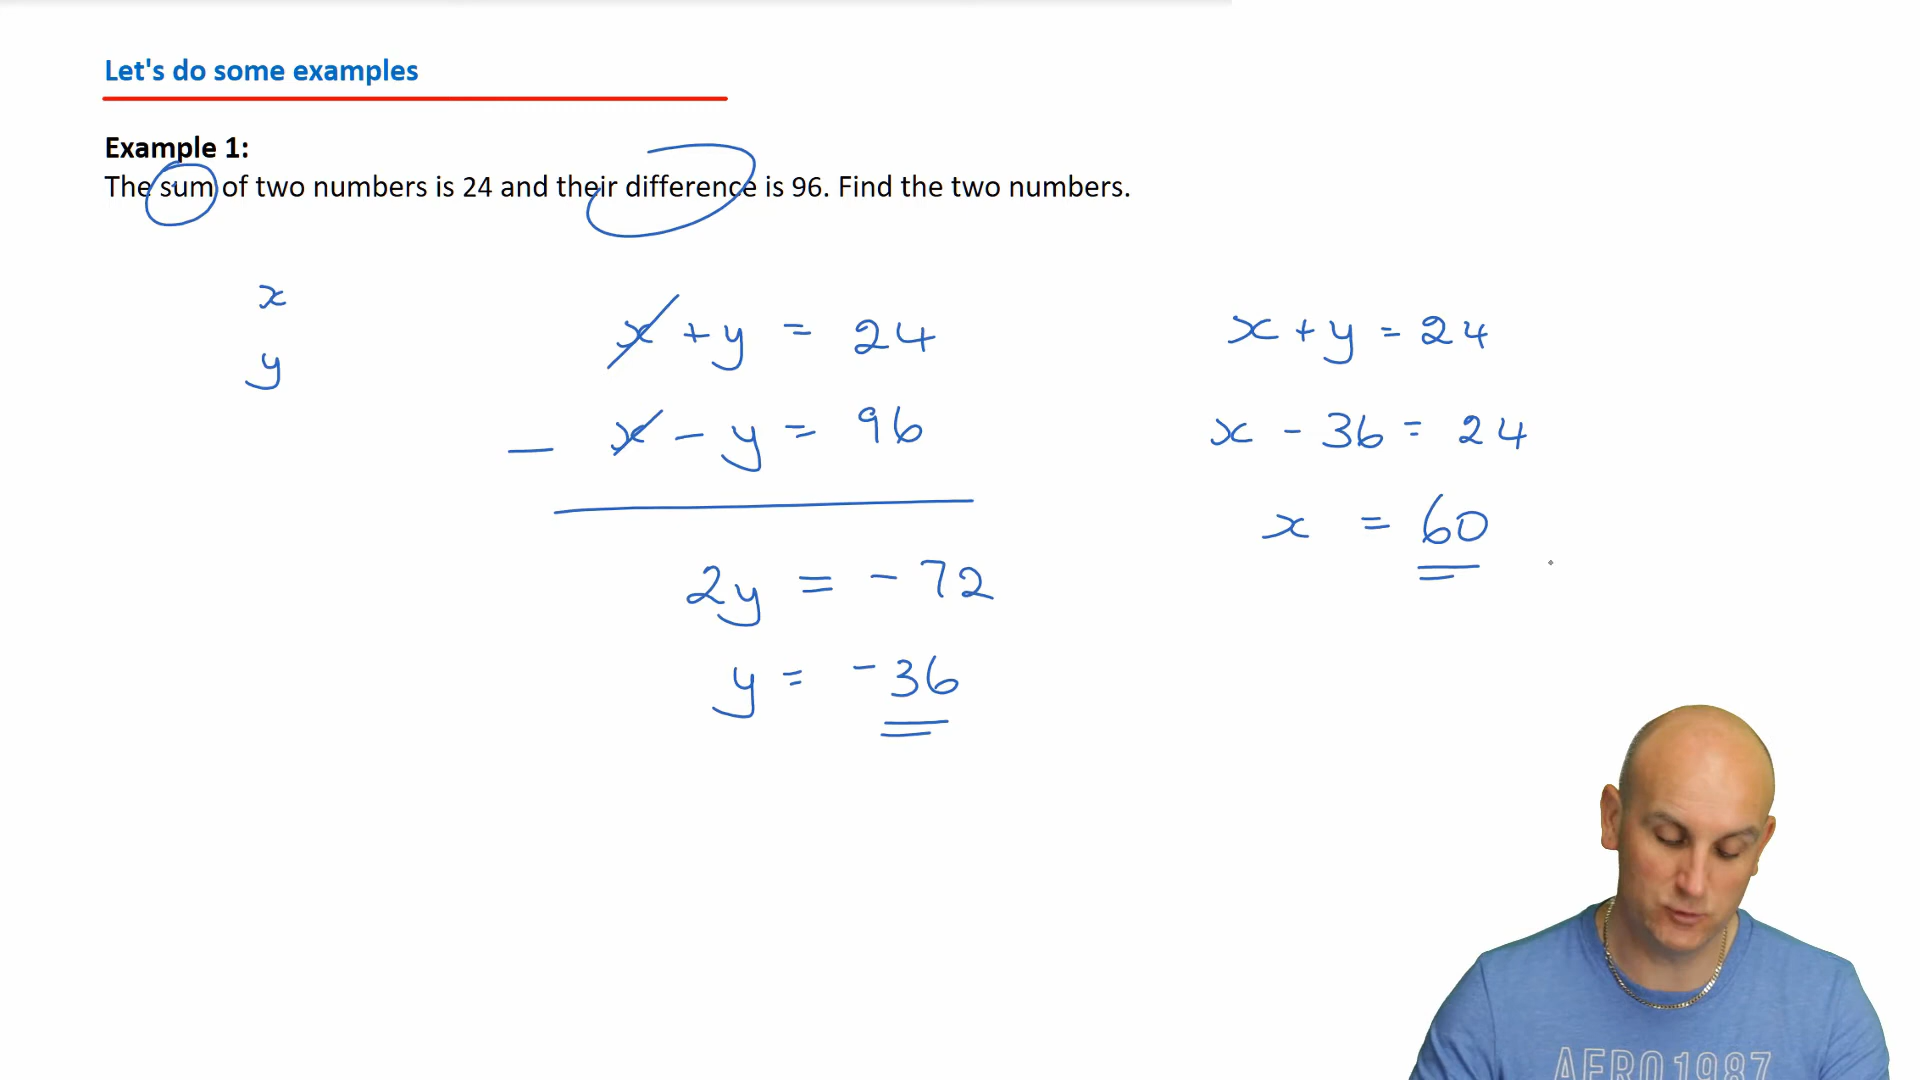 Let's do some examples
Example 1:
The sum of two numbers is 24 and their difference is 96. Find the two numbers.
x
y
x + y = 24
– x – y = 96
2y = – 72
y = – 36
x + y = 24
x – 36 = 24
x = 60
AERO 1987